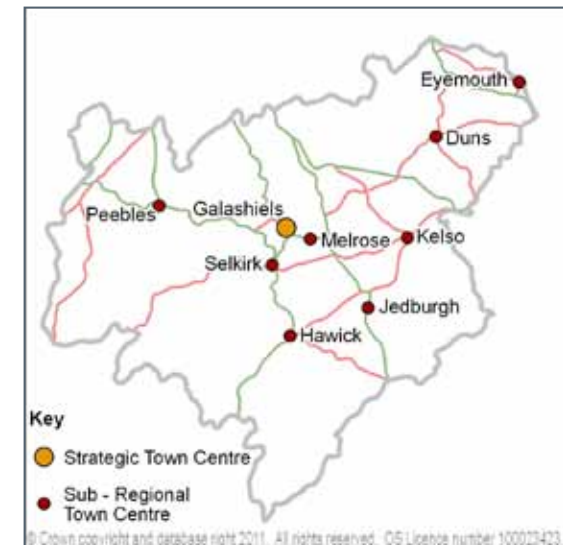 Eyemouth
Duns
Peebles
Galashiels
Melrose
Kelso
Selkirk
Jedburgh
Hawick
Key
Strategic Town Centre
Sub - Regional
Town Centre
© Crown copyright and database right 2011. All rights reserved. OS Licence number 100023423.